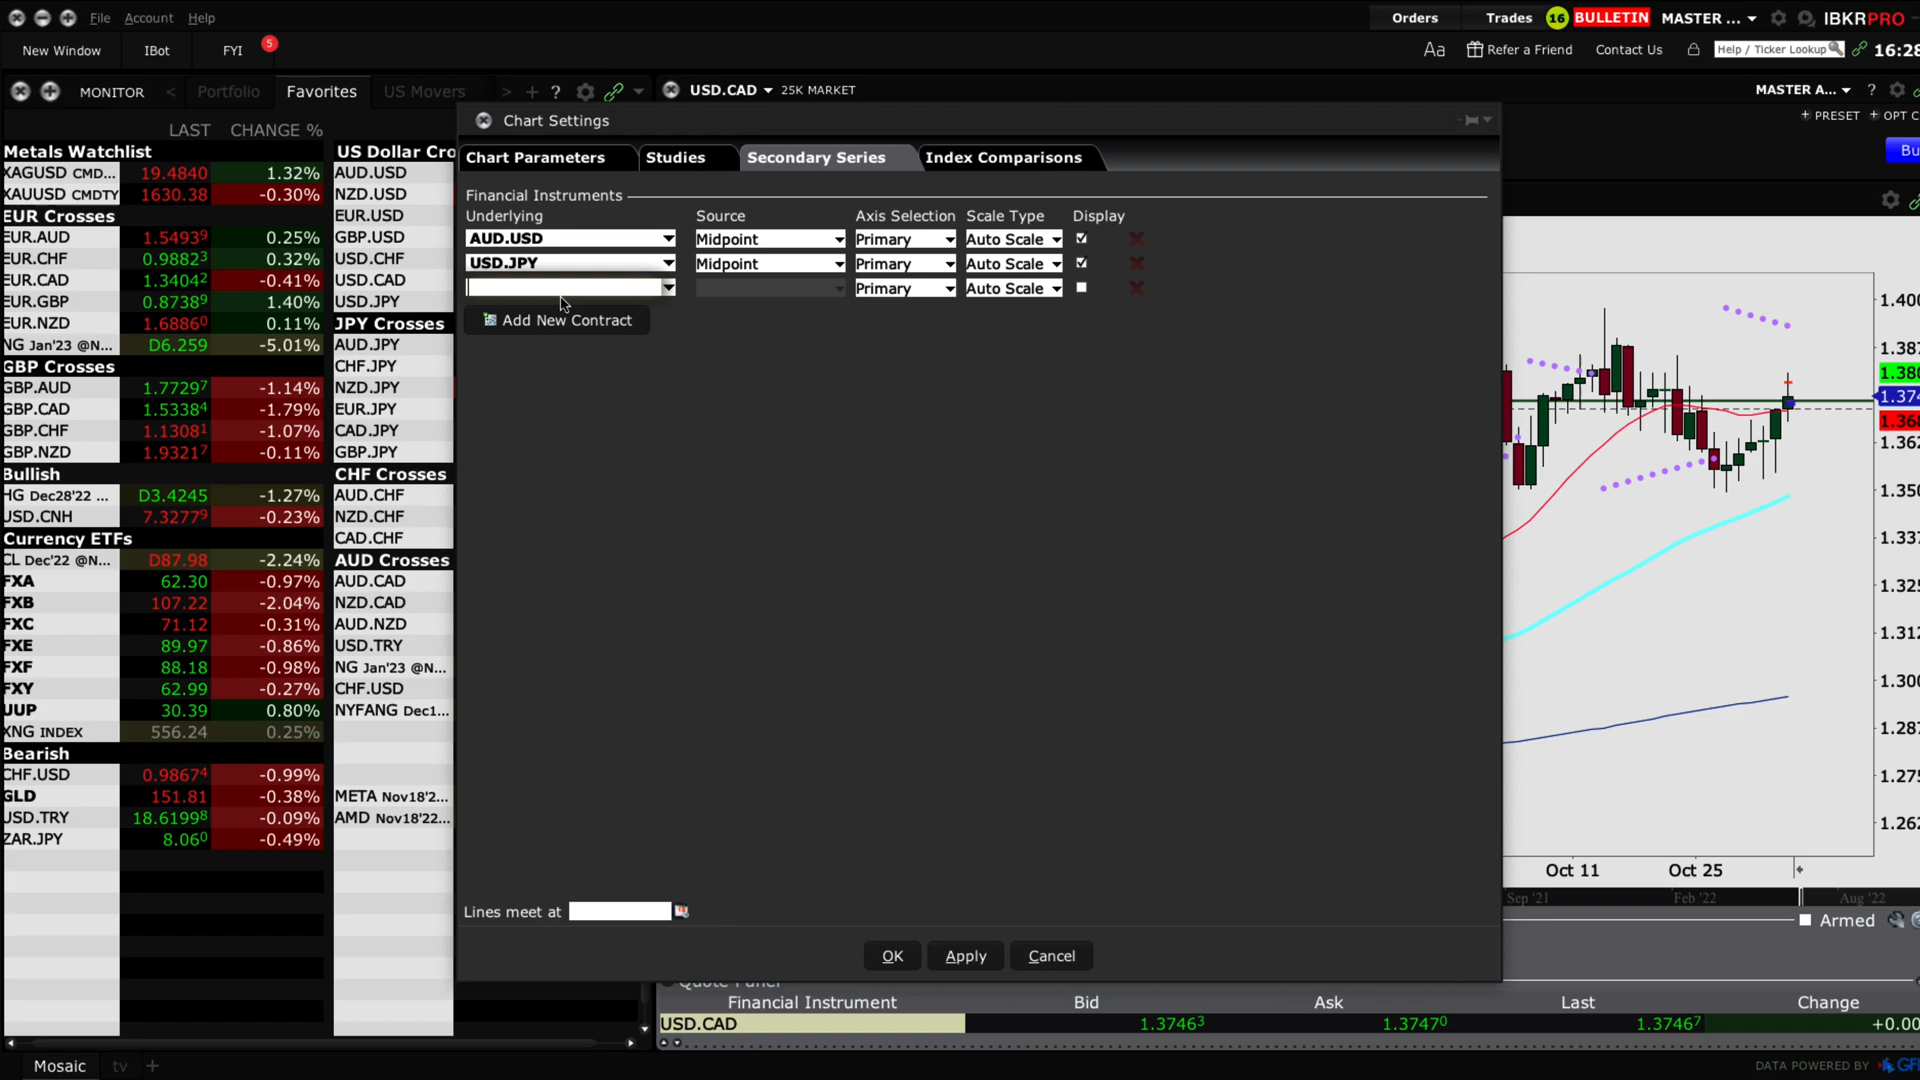 File Account Help Orders Trades 16 BULLETIN MASTER ... IBKRPRO
New Window IBot FYI 5 Aa Refer a Friend Contact Us Help / Ticker Lookup 16:28
MONITOR < Portfolio Favorites US Movers > + ? USD.CAD 25K MARKET MASTER A... ?
+ PRESET + OPT C
Bu
LAST CHANGE %
Metals Watchlist
XAGUSD CMD... 19.4840 1.32%
XAUUSD CMDTY 1630.38 -0.30%
EUR Crosses
EUR.AUD 1.54939 0.25%
EUR.CHF 0.98823 0.32%
EUR.CAD 1.34042 -0.41%
EUR.GBP 0.87389 1.40%
EUR.NZD 1.68860 0.11%
NG Jan'23 @N... D6.259 -5.01%
GBP Crosses
GBP.AUD 1.77297 -1.14%
GBP.CAD 1.53384 -1.79%
GBP.CHF 1.13081 -1.07%
GBP.NZD 1.93217 -0.11%
Bullish
HG Dec28'22 ... D3.4245 -1.27%
USD.CNH 7.32779 -0.23%
Currency ETFs
CL Dec'22 @N... D87.98 -2.24%
FXA 62.30 -0.97%
FXB 107.22 -2.04%
FXC 71.12 -0.31%
FXE 89.97 -0.86%
FXF 88.18 -0.98%
FXY 62.99 -0.27%
UUP 30.39 0.80%
XNG INDEX 556.24 0.25%
Bearish
CHF.USD 0.98674 -0.99%
GLD 151.81 -0.38%
USD.TRY 18.61998 -0.09%
ZAR.JPY 8.060 -0.49%
US Dollar Cro
AUD.USD
NZD.USD
EUR.USD
GBP.USD
USD.CHF
USD.CAD
USD.JPY
JPY Crosses
AUD.JPY
CHF.JPY
NZD.JPY
EUR.JPY
CAD.JPY
GBP.JPY
CHF Crosses
AUD.CHF
NZD.CHF
CAD.CHF
AUD Crosses
AUD.CAD
NZD.CAD
AUD.NZD
USD.TRY
NG Jan'23 @N...
CHF.USD
NYFANG Dec1...
META Nov18'2...
AMD Nov18'22...
Chart Settings
Chart Parameters Studies Secondary Series Index Comparisons
Financial Instruments
Underlying Source Axis Selection Scale Type Display
AUD.USD Midpoint Primary Auto Scale
USD.JPY Midpoint Primary Auto Scale
Primary Auto Scale
Add New Contract
Lines meet at
OK Apply Cancel
1.400
1.387
1.380
1.374
1.368
1.362
1.350
1.337
1.325
1.312
1.300
1.287
1.275
1.262
Oct 11 Oct 25
Sep '21 Feb '22 Aug '22
Armed
Quote Panel
Financial Instrument Bid Ask Last Change
USD.CAD 1.37463 1.37470 1.37467 +0.00
Mosaic tv + DATA POWERED BY GFI